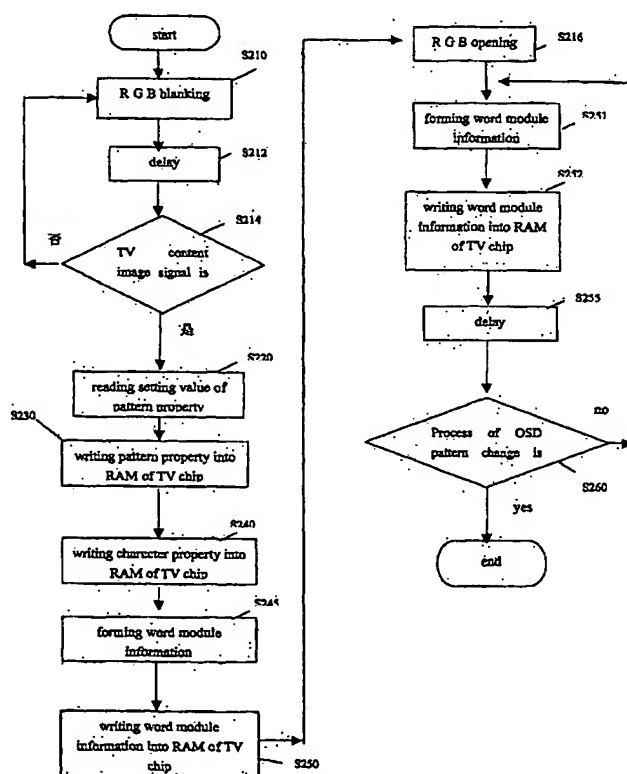 start
S210
R G B blanking
delay
S212
S214
否
TV content
image signal is
是
S220
reading setting value of
pattern property
S230
writing pattern property into
RAM of TV chip
S240
writing character property into
RAM of TV chip
S245
forming word module
information
writing word module
information into RAM of TV
chip
S250
R G B opening
S216
S251
forming word module
information
S252
writing word module
information into RAM
of TV chip
S255
delay
no
Process of OSD
pattern change is
S260
yes
end